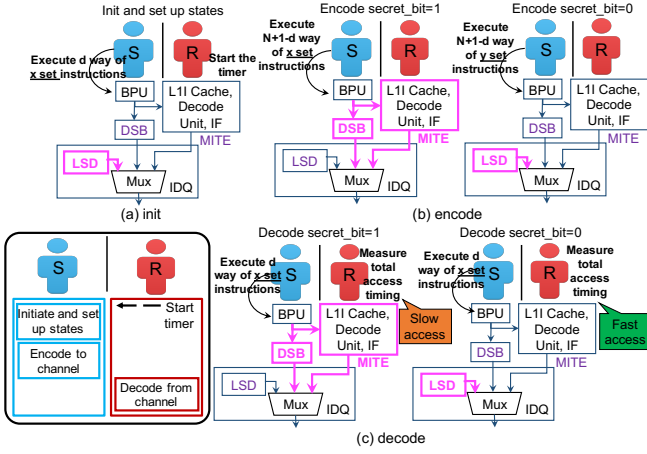 Init and set up states
Execute d way of
x set instructions
S
R
Start the
timer
BPU
L1I Cache,
Decode
Unit, IF
DSB
MITE
LSD
Mux
IDQ
(a) init
Encode secret_bit=1
Execute
N+1-d way
of x set
instructions
S
R
BPU
L1I Cache,
Decode
Unit, IF
DSB
MITE
LSD
Mux
IDQ
Encode secret_bit=0
Execute
N+1-d way
of y set
instructions
S
R
BPU
L1I Cache,
Decode
Unit, IF
DSB
MITE
LSD
Mux
IDQ
(b) encode
S
R
Initiate and set
up states
Start
timer
Encode to
channel
Decode from
channel
Decode secret_bit=1
Execute d
way of x set
instructions
S
R
Measure
total access
timing
BPU
L1I Cache,
Decode
Unit, IF
Slow
access
DSB
MITE
LSD
Mux
IDQ
Decode secret_bit=0
Execute d
way of x set
instructions
S
R
Measure
total access
timing
BPU
L1I Cache,
Decode
Unit, IF
Fast
access
DSB
MITE
LSD
Mux
IDQ
(c) decode